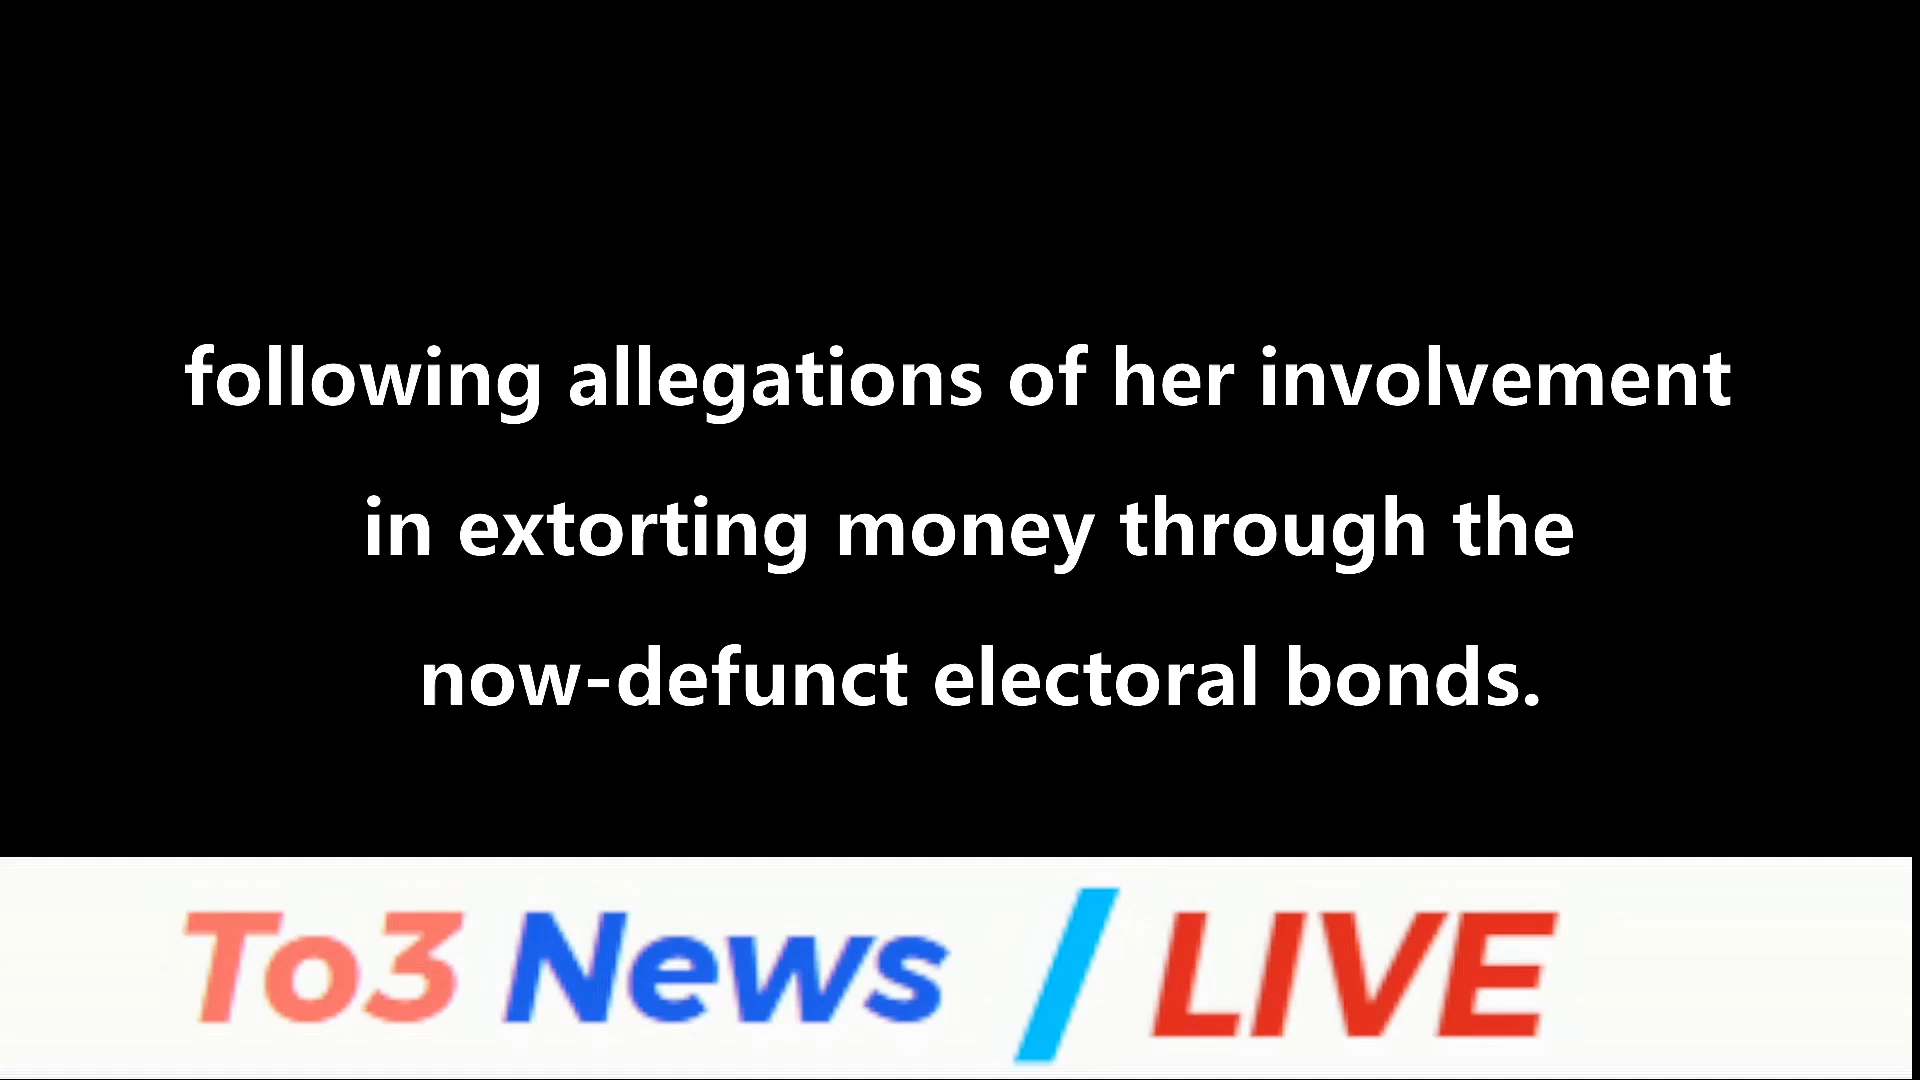 following allegations of her involvement
in extorting money through the
now-defunct electoral bonds.
To3 News / LIVE